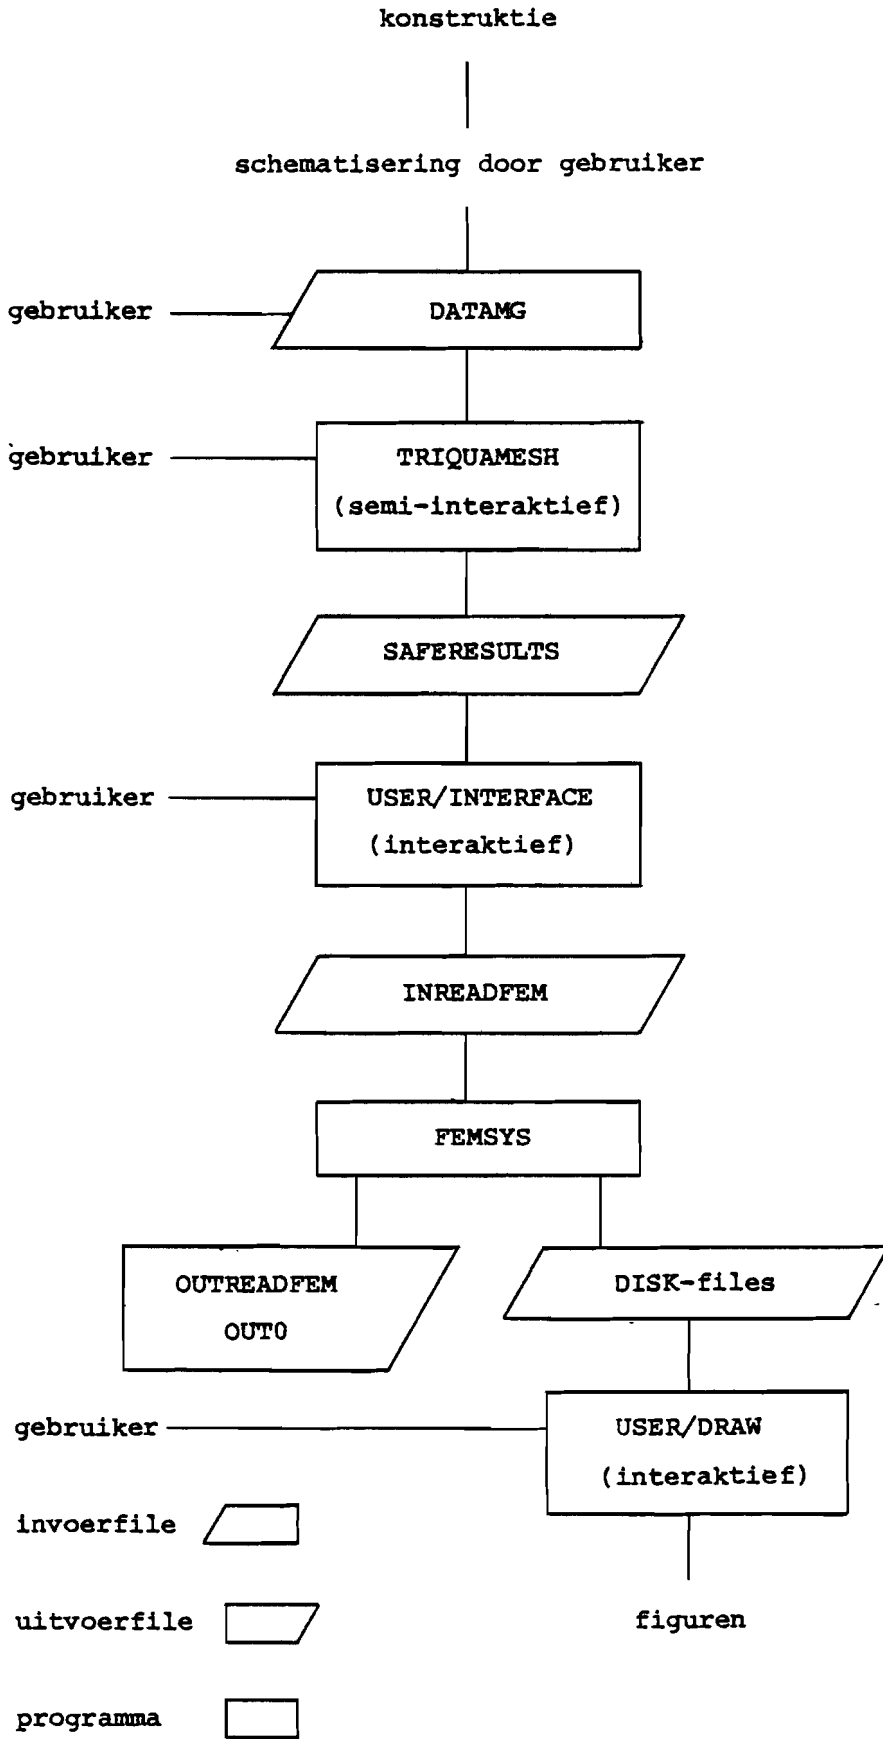 konstruktie
schematisering door gebruiker
gebruiker
DATAMG
gebruiker
TRIQUAMESH
(semi-interaktief)
SAFERESULTS
gebruiker
USER/INTERFACE
(interaktief)
INREADFEM
FEMSYS
OUTREADFEM
OUTO
DISK-files
gebruiker
USER/DRAW
(interaktief)
invoerfile
uitvoerfile
figuren
programma